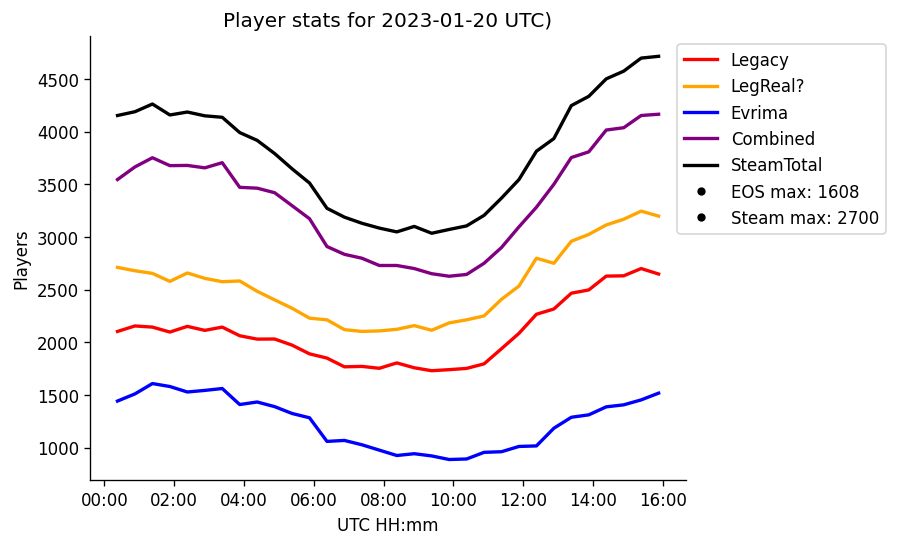 Player stats for 2023-01-20 UTC)
Legacy
LegReal?
Evrima
Combined
SteamTotal
EOS max: 1608
Steam max: 2700
Players
4500
4000
3500
3000
2500
2000
1500
1000
00:00 02:00 04:00 06:00 08:00 10:00 12:00 14:00 16:00
UTC HH:mm